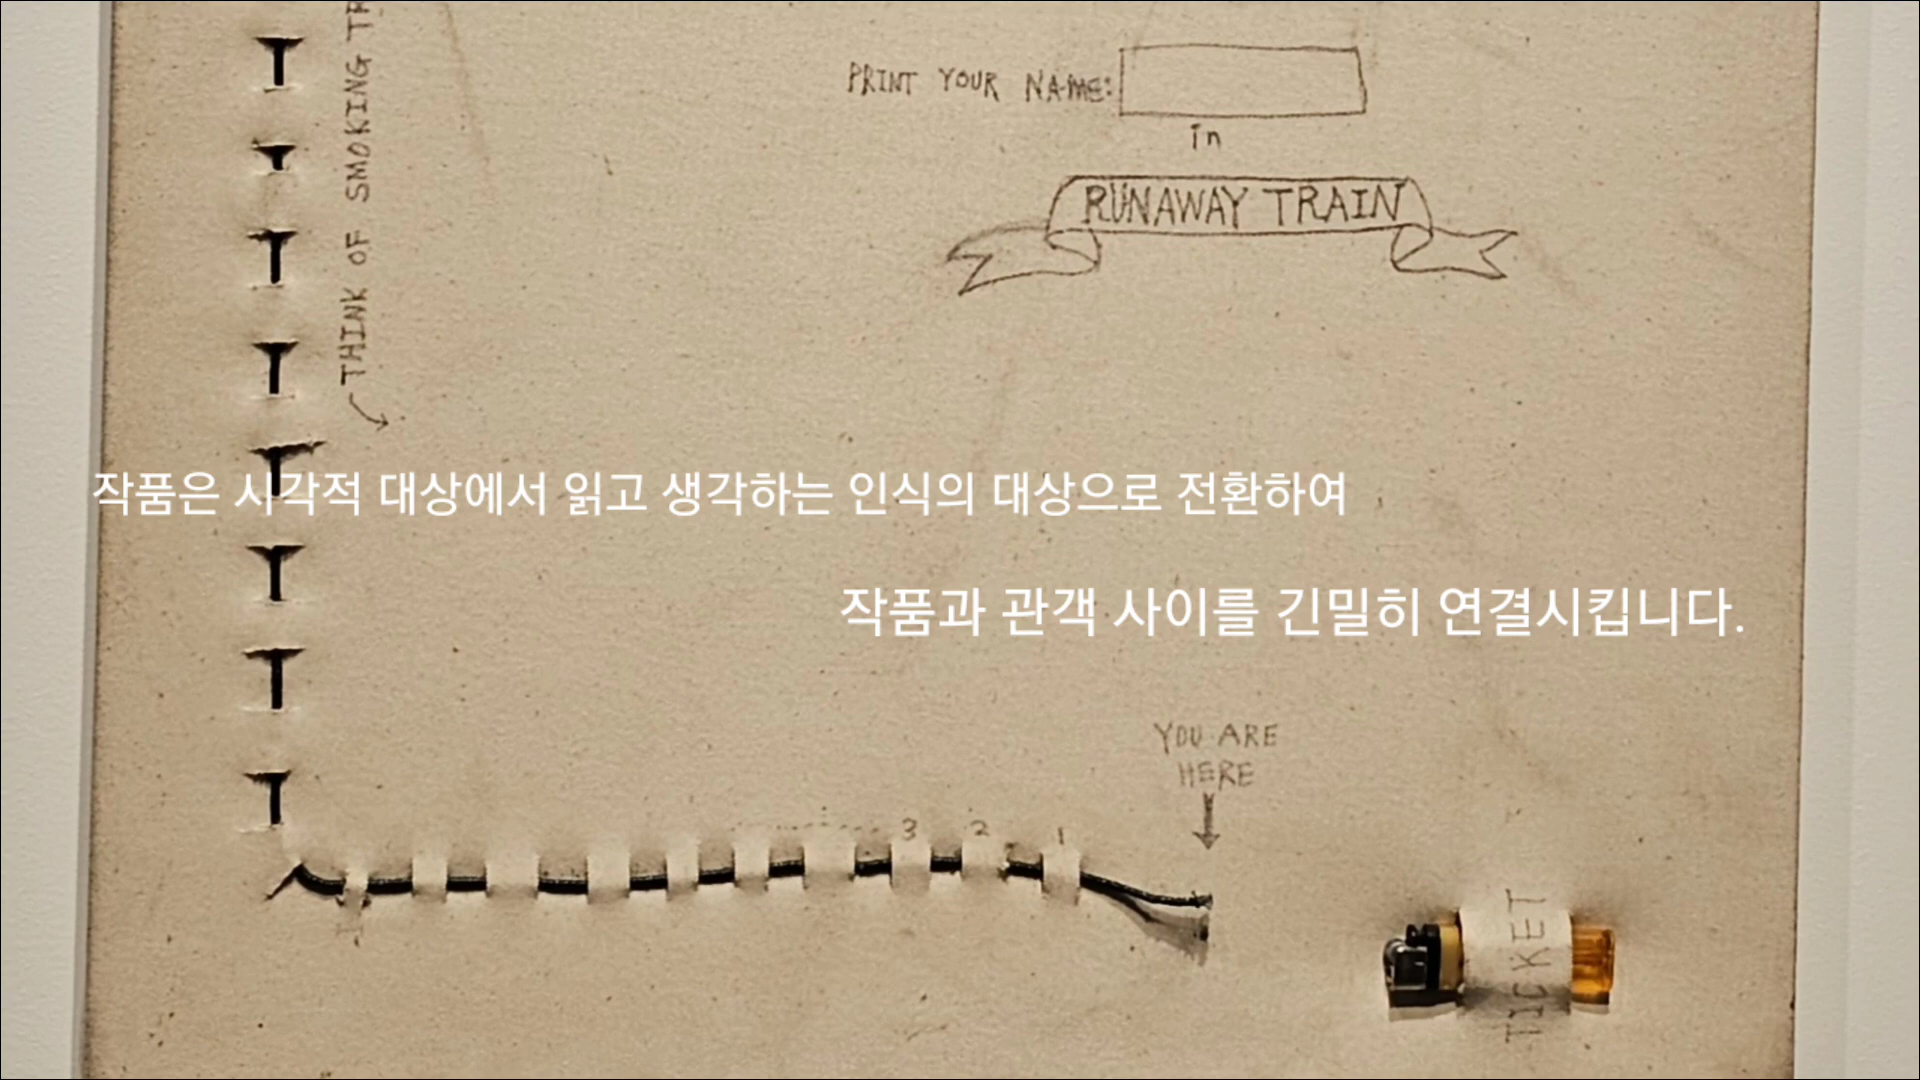 THINK OF SMOKING TR
PRINT YOUR NAME:
in
RUNAWAY TRAIN
작품은 시각적 대상에서 읽고 생각하는 인식의 대상으로 전환하여
작품과 관객 사이를 긴밀히 연결시킵니다.
YOU ARE
HERE
3 2 1
TICKET